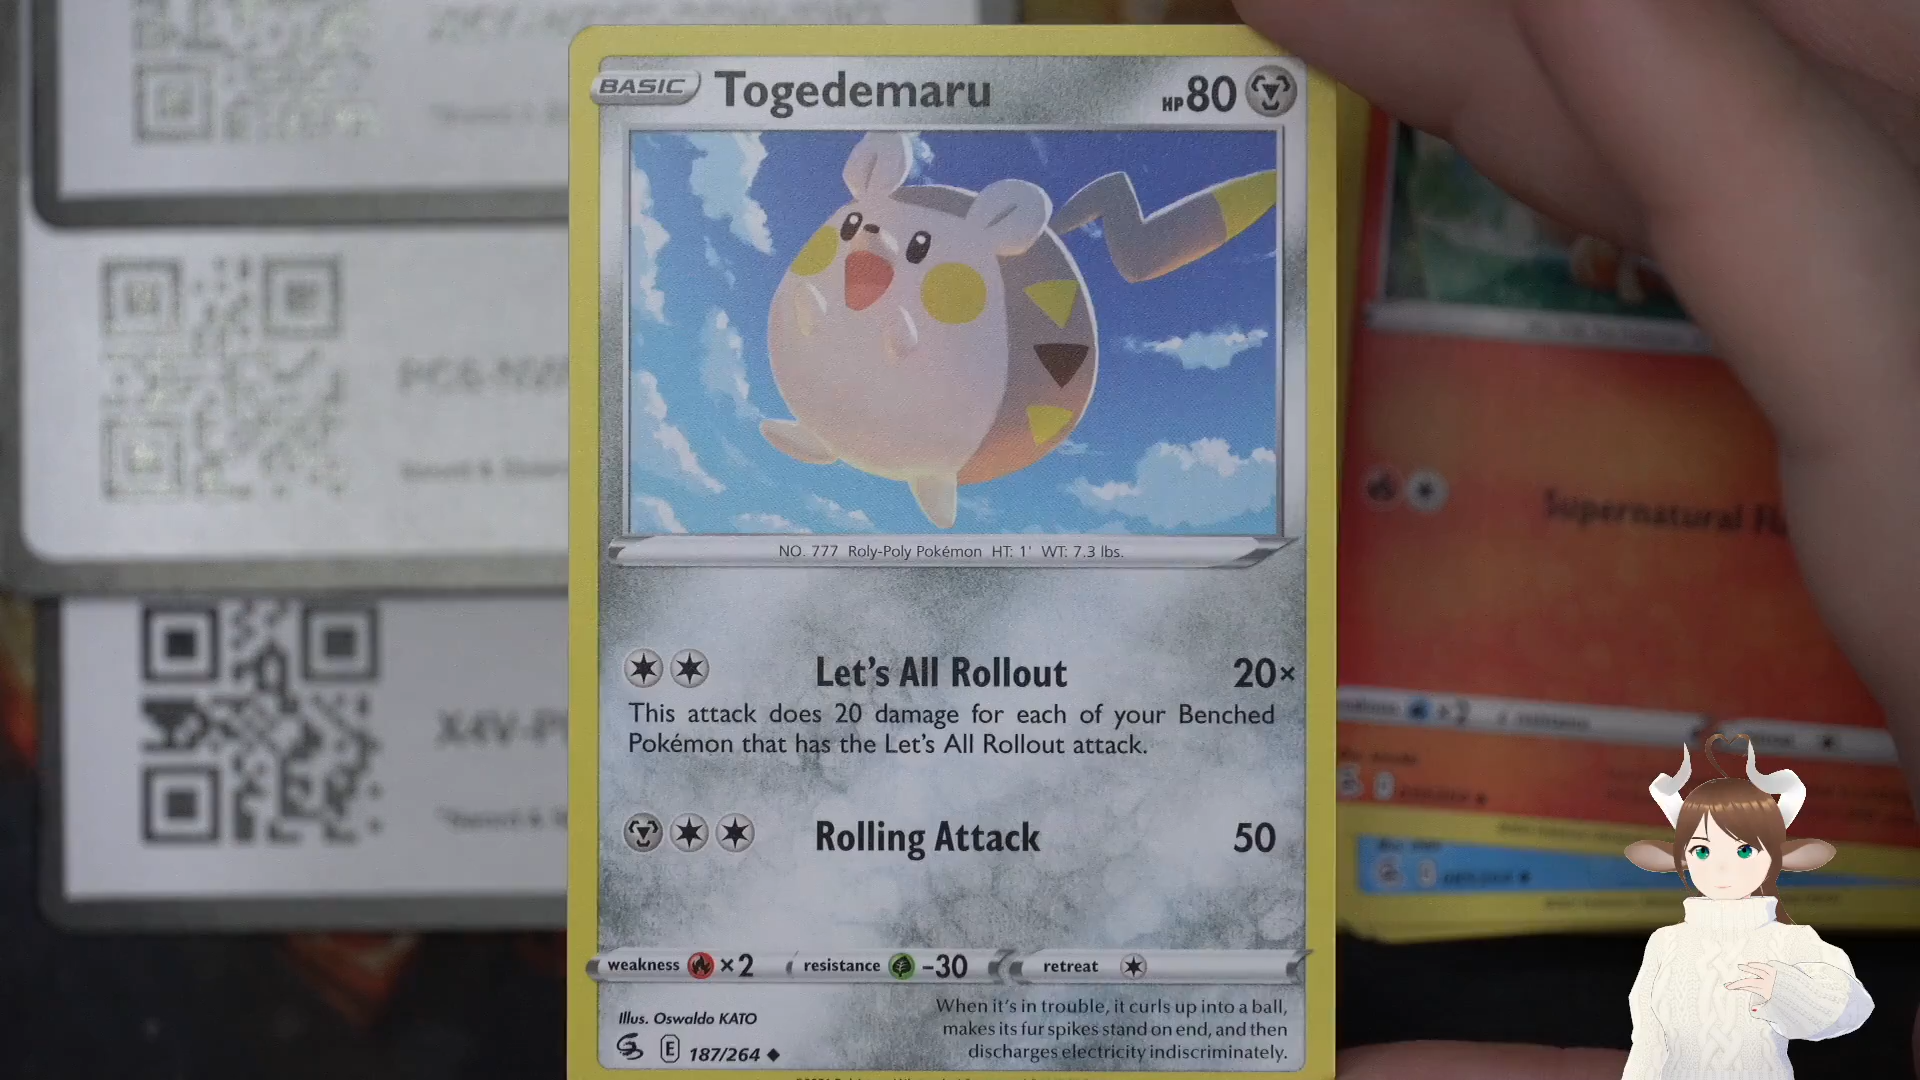 BASIC Togedemaru HP 80
NO. 777 Roly-Poly Pokémon HT: 1' WT: 7.3 lbs.
Let's All Rollout 20×
This attack does 20 damage for each of your Benched
Pokémon that has the Let's All Rollout attack.
Rolling Attack 50
weakness ×2 resistance -30 retreat
Illus. Oswaldo KATO
When it's in trouble, it curls up into a ball,
makes its fur spikes stand on end, and then
discharges electricity indiscriminately.
E 187/264
Supernatural
X4V-P